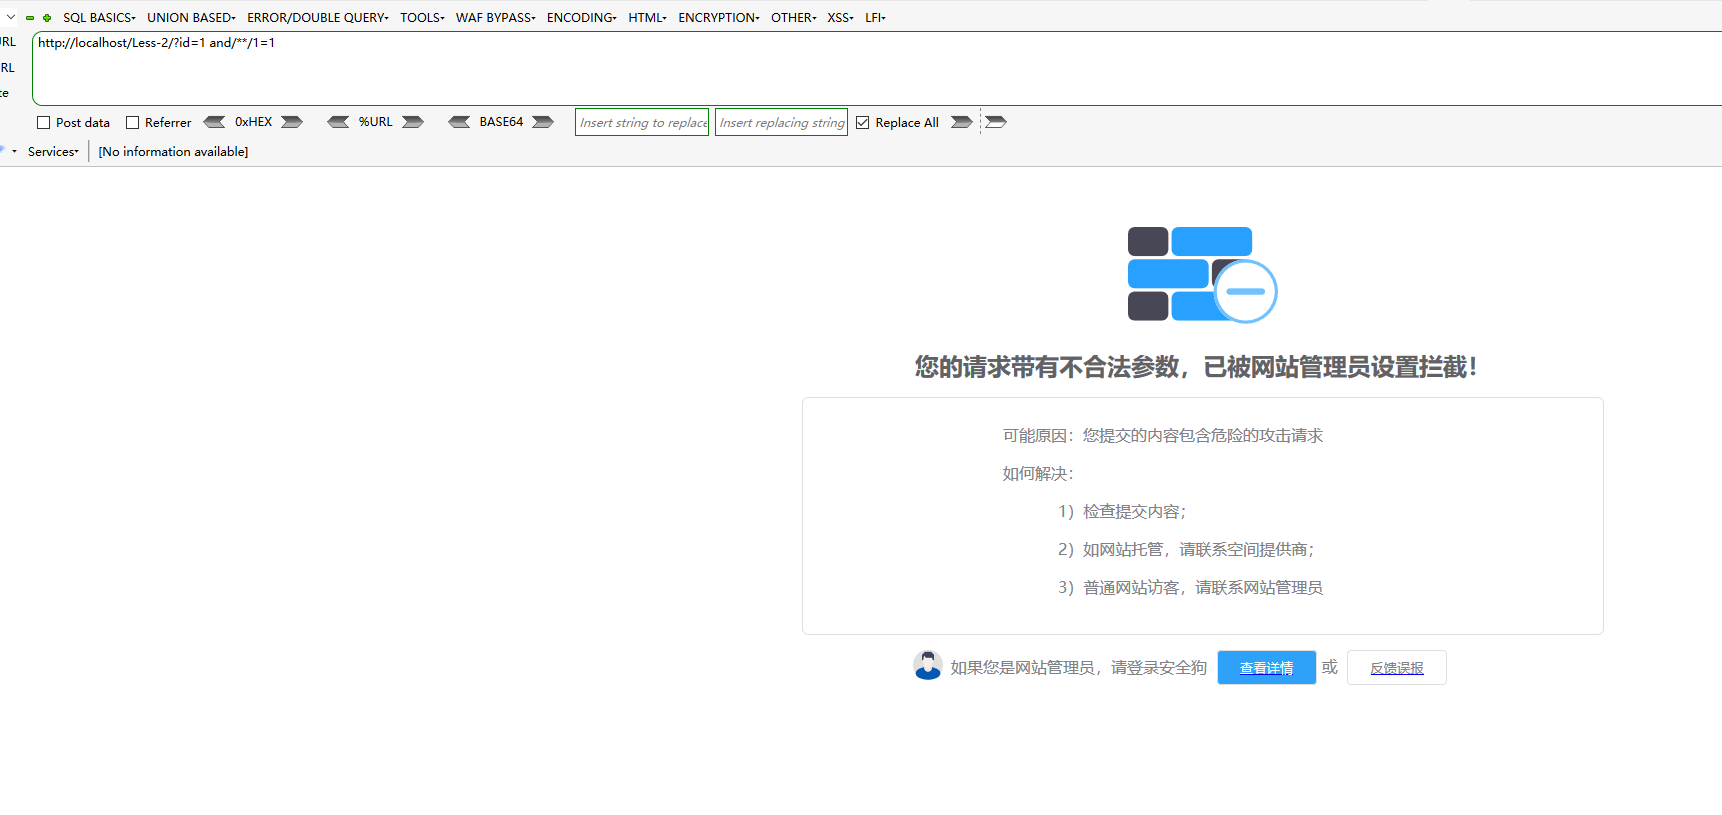 SQL BASICS UNION BASED ERROR/DOUBLE QUERY TOOLS WAF BYPASS ENCODING HTML ENCRYPTION OTHER XSS LFI
URL
http://localhost/Less-2/?id=1 and/**/1=1
URL
te
Post data Referrer 0xHEX %URL BASE64 Insert string to replace Insert replacing string Replace All
Services [No information available]
您的请求带有不合法参数，已被网站管理员设置拦截！
可能原因：您提交的内容包含危险的攻击请求
如何解决：
1）检查提交内容；
2）如网站托管，请联系空间提供商；
3）普通网站访客，请联系网站管理员
如果您是网站管理员，请登录安全狗 查看详情 或 反馈误报